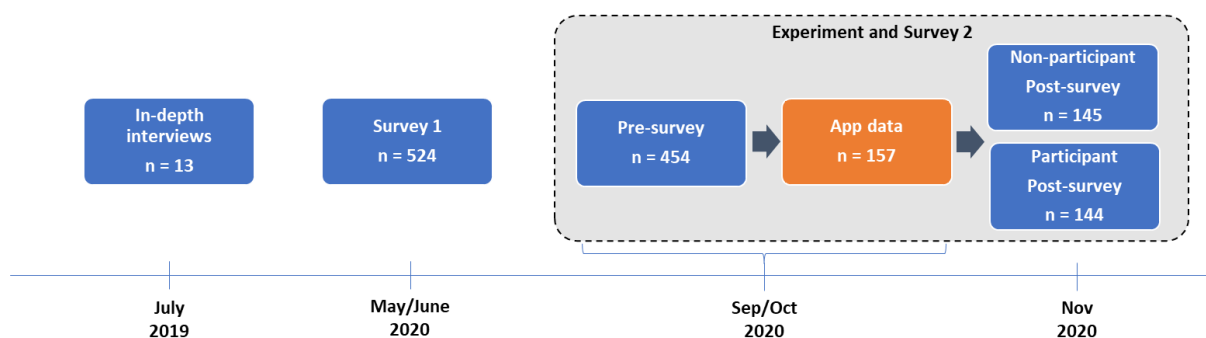 Experiment and Survey 2
In-depth
interviews
n = 13
Survey 1
n = 524
Pre-survey
n = 454
App data
n = 157
Non-participant
Post-survey
n = 145
Participant
Post-survey
n = 144
July
2019
May/June
2020
Sep/Oct
2020
Nov
2020